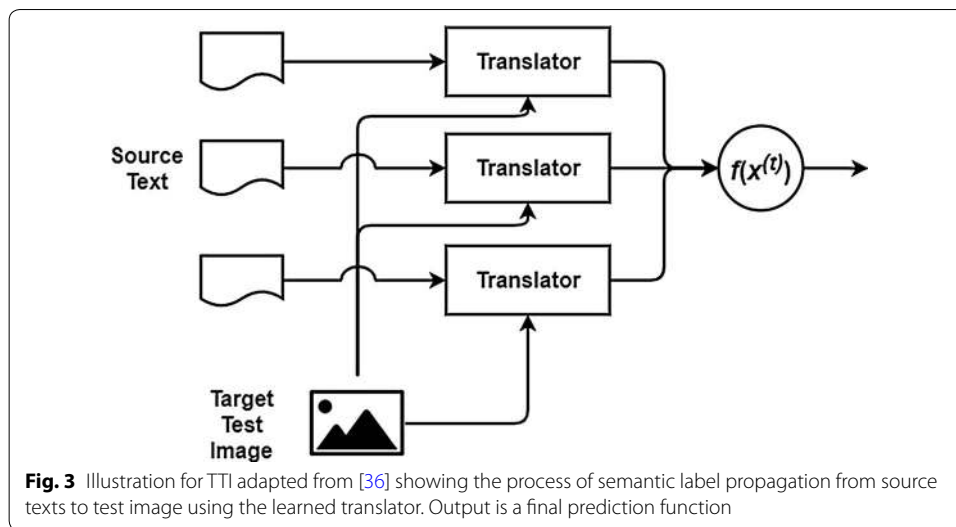 Translator
Source
Text
Translator
f(x^(t))
Translator
Target
Test
Image
Fig. 3 Illustration for TTI adapted from [36] showing the process of semantic label propagation from source
texts to test image using the learned translator. Output is a final prediction function